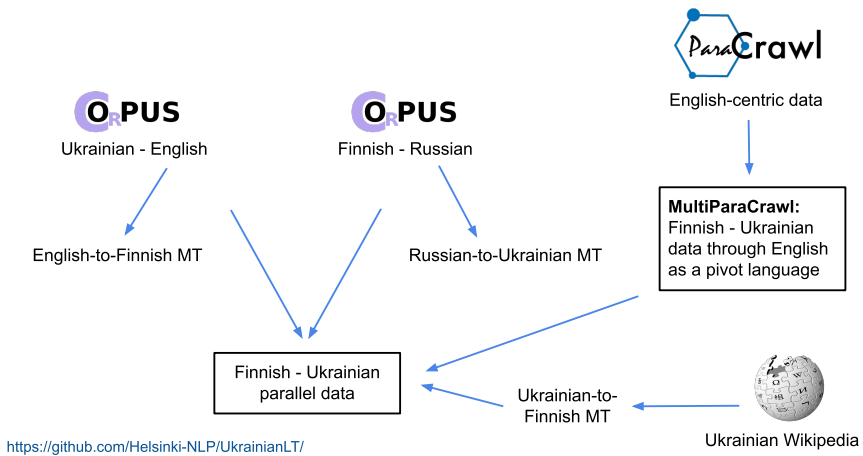 ParaCrawl
English-centric data
CORPUS
Ukrainian - English
CORPUS
Finnish - Russian
MultiParaCrawl:
Finnish - Ukrainian
data through English
as a pivot language
English-to-Finnish MT
Russian-to-Ukrainian MT
Finnish - Ukrainian
parallel data
Ukrainian-to-
Finnish MT
Ukrainian Wikipedia
https://github.com/Helsinki-NLP/UkrainianLT/